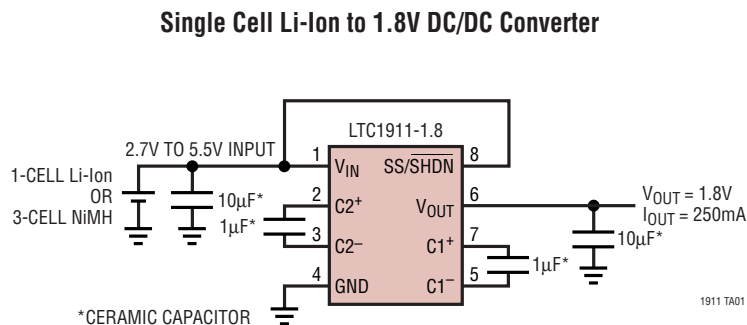 Single Cell Li-Ion to 1.8V DC/DC Converter
LTC1911-1.8
2.7V TO 5.5V INPUT
1-CELL Li-Ion
OR
3-CELL NiMH
10µF*
1µF*
1 VIN
2 C2+
3 C2–
4 GND
SS/SHDN 8
VOUT 6
C1+ 7
C1– 5
1µF*
10µF*
VOUT = 1.8V
IOUT = 250mA
*CERAMIC CAPACITOR
1911 TA01